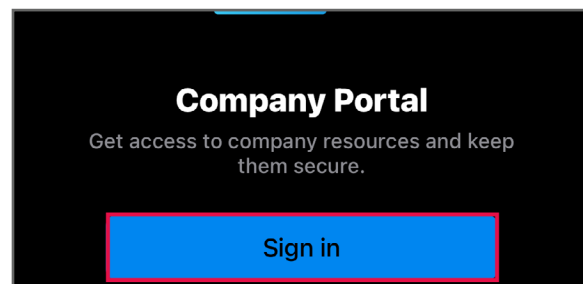 Company Portal
Get access to company resources and keep
them secure.
Sign in